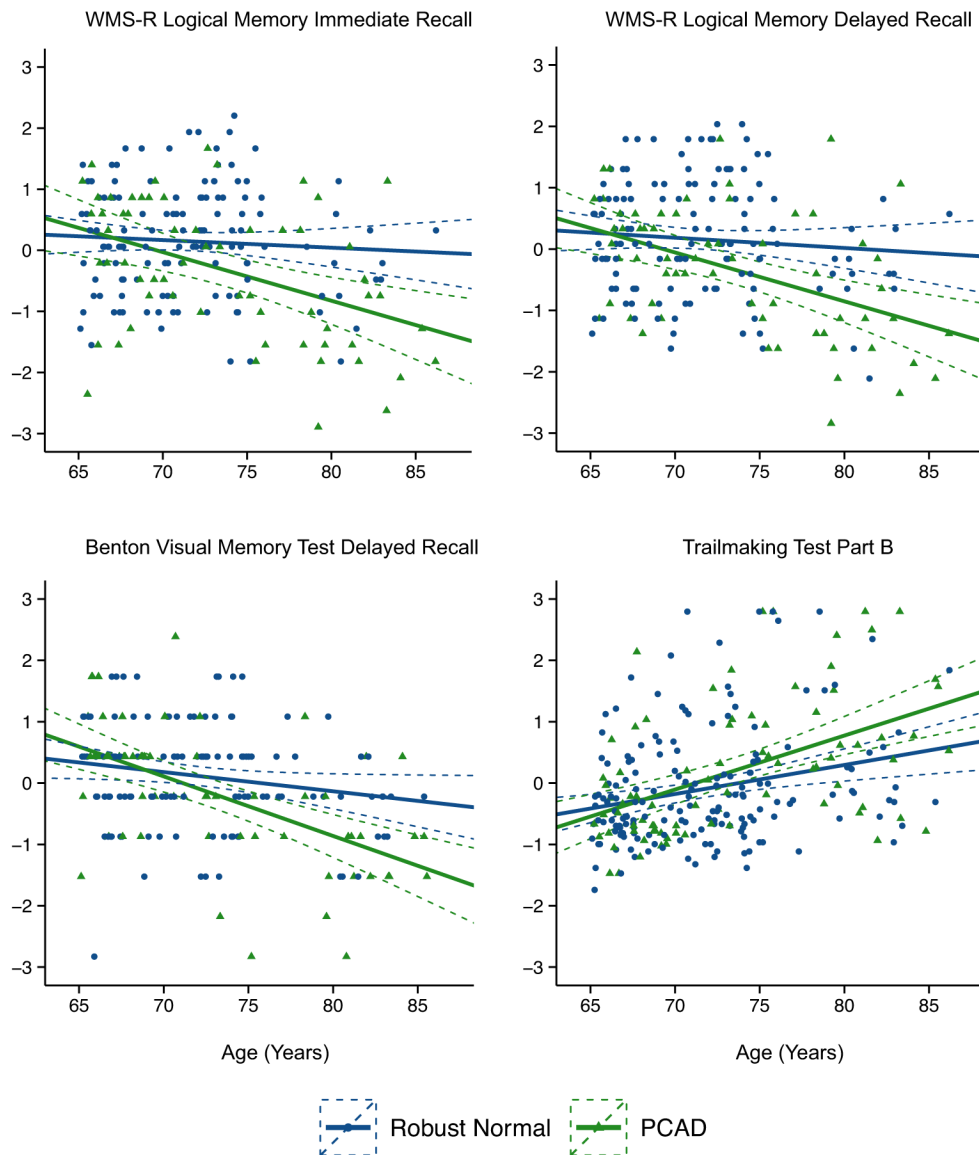 WMS-R Logical Memory Immediate Recall
WMS-R Logical Memory Delayed Recall
3
2
1
0
−1
−2
−3
65 70 75 80 85
3
2
1
0
−1
−2
−3
65 70 75 80 85
Benton Visual Memory Test Delayed Recall
Trailmaking Test Part B
3
2
1
0
−1
−2
−3
65 70 75 80 85
Age (Years)
3
2
1
0
−1
−2
−3
65 70 75 80 85
Age (Years)
Robust Normal PCAD